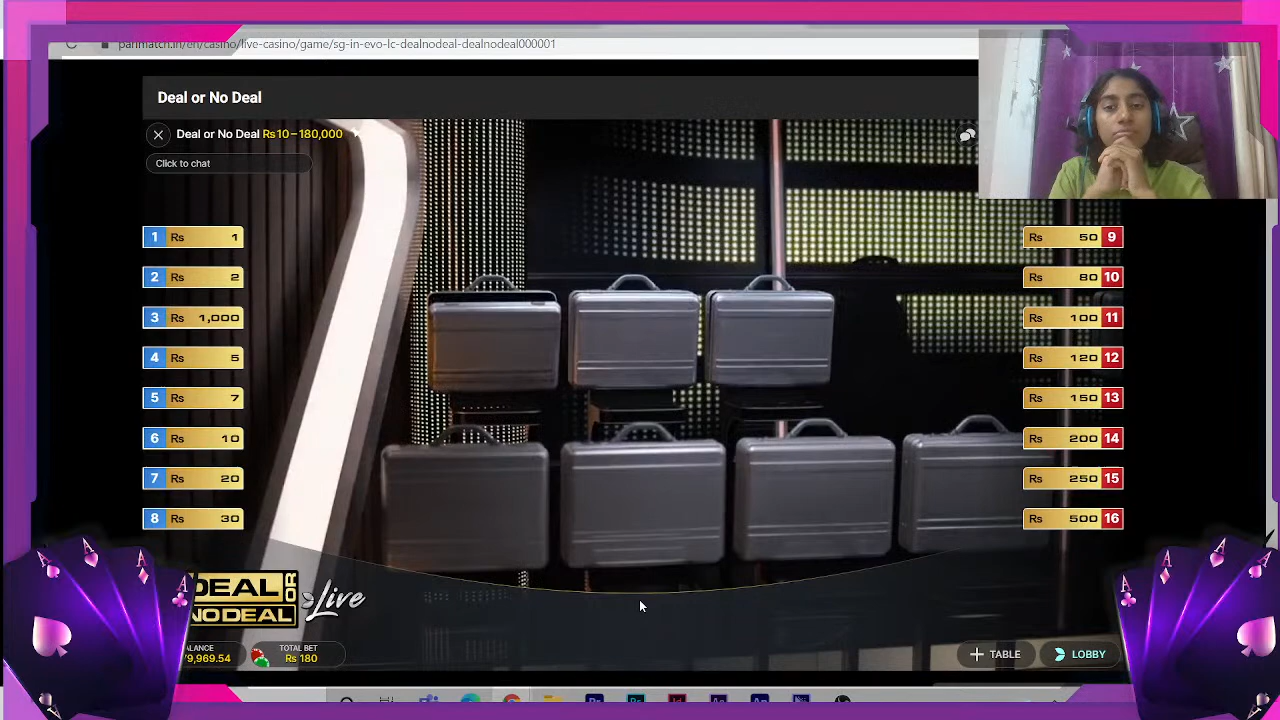 parimatch.in/en/casino/live-casino/game/sg-in-evo-lc-dealnodeal-dealnodeal000001
Deal or No Deal
Deal or No Deal Rs10–180,000
Click to chat
1 Rs 1
2 Rs 2
3 Rs 1,000
4 Rs 5
5 Rs 7
6 Rs 10
7 Rs 20
8 Rs 30
Rs 50 9
Rs 80 10
Rs 100 11
Rs 120 12
Rs 150 13
Rs 200 14
Rs 250 15
Rs 500 16
DEAL OR
NO DEAL
Live
ALANCE
9,969.54
TOTAL BET
Rs 180
TABLE
LOBBY